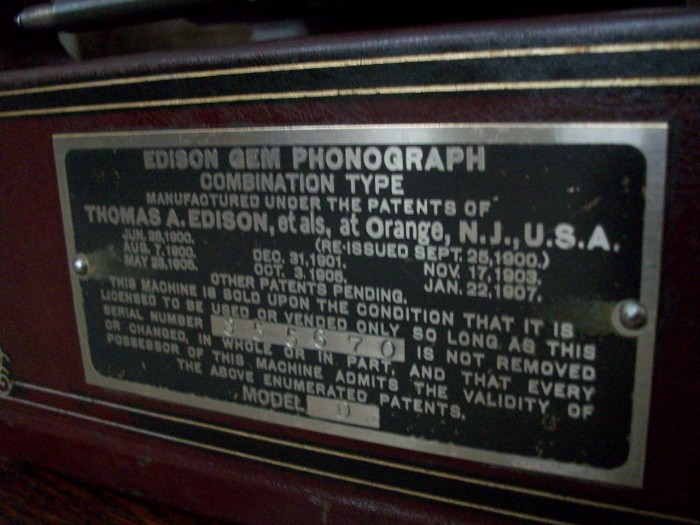 EDISON GEM PHONOGRAPH
COMBINATION TYPE
MANUFACTURED UNDER THE PATENTS OF
THOMAS A. EDISON, et als, at Orange, N.J., U.S.A.
JUN. 26, 1900. (RE-ISSUED SEPT. 25, 1900.)
AUG. 7, 1900. DEC. 31, 1901. NOV. 17, 1903.
MAY 23, 1905. OCT. 3, 1905. JAN. 22, 1907.
OTHER PATENTS PENDING.
THIS MACHINE IS SOLD UPON THE CONDITION THAT IT IS
LICENSED TO BE USED OR VENDED ONLY SO LONG AS THIS
SERIAL NUMBER 355670 IS NOT REMOVED
OR CHANGED, IN WHOLE OR IN PART, AND THAT EVERY
POSSESSOR OF THIS MACHINE ADMITS THE VALIDITY OF
THE ABOVE ENUMERATED PATENTS.
MODEL D